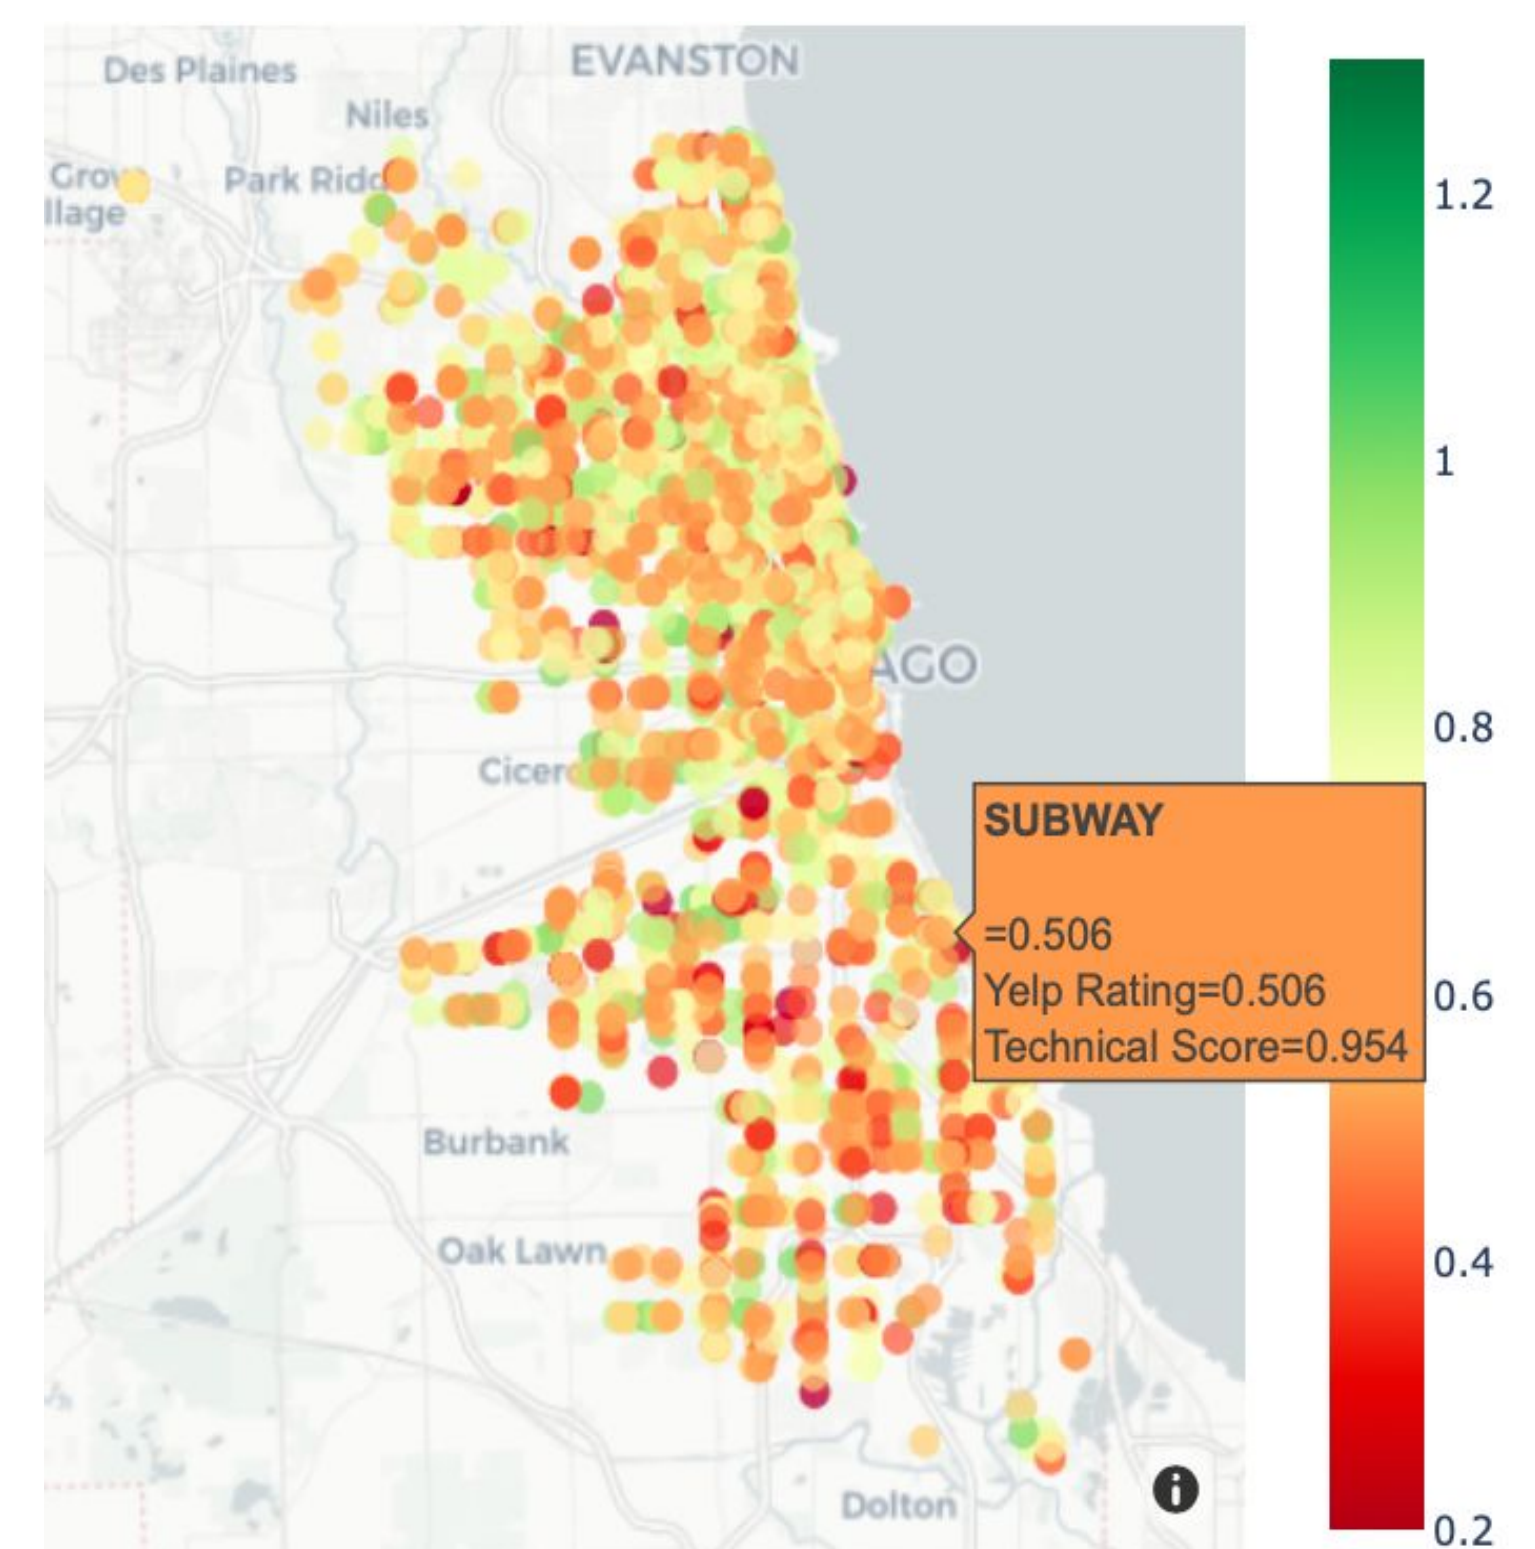 Des Plaines
EVANSTON
Niles
Grov
Park Ridg
llage
AGO
Cicero
Burbank
Oak Lawn
Dolton
SUBWAY
=0.506
Yelp Rating=0.506
Technical Score=0.954
1.2
1
0.8
0.6
0.4
0.2
i